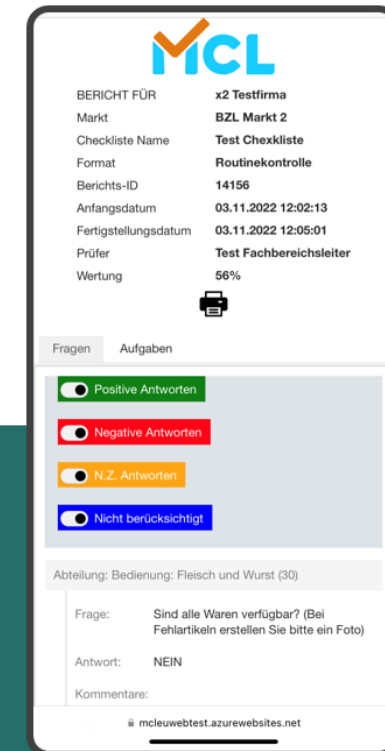 MCL
BERICHT FÜR x2 Testfirma
Markt BZL Markt 2
Checkliste Name Test Chexkliste
Format Routinekontrolle
Berichts-ID 14156
Anfangsdatum 03.11.2022 12:02:13
Fertigstellungsdatum 03.11.2022 12:05:01
Prüfer Test Fachbereichsleiter
Wertung 56%
Fragen Aufgaben
Positive Antworten
Negative Antworten
N.Z. Antworten
Nicht berücksichtigt
Abteilung: Bedienung: Fleisch und Wurst (30)
Frage: Sind alle Waren verfügbar? (Bei
Fehlartikeln erstellen Sie bitte ein Foto)
Antwort: NEIN
Kommentare:
mcleuwebtest.azurewebsites.net